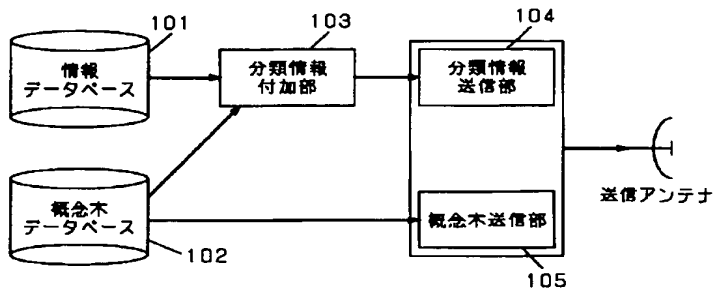 101
情報
データベース
103
分類情報
付加部
104
分類情報
送信部
送信アンテナ
概念木
データベース
102
概念木送信部
105